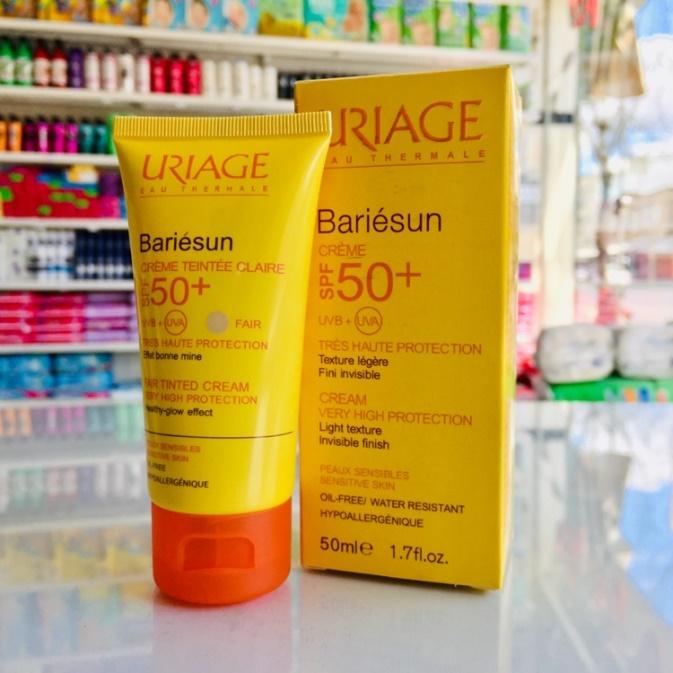 URIAGE
EAU THERMALE
Bariésun
CRÈME TEINTÉE CLAIRE
SPF 50+
UVB + UVA FAIR
TRÈS HAUTE PROTECTION
Effet bonne mine
FAIR TINTED CREAM
VERY HIGH PROTECTION
Healthy-glow effect
PEAUX SENSIBLES
SENSITIVE SKIN
OIL-FREE
HYPOALLERGÉNIQUE
URIAGE
EAU THERMALE
Bariésun
CRÈME
SPF 50+
UVB + UVA
TRÈS HAUTE PROTECTION
Texture légère
Fini invisible
CREAM
VERY HIGH PROTECTION
Light texture
Invisible finish
PEAUX SENSIBLES
SENSITIVE SKIN
OIL-FREE/ WATER RESISTANT
HYPOALLERGÉNIQUE
50ml℮ 1.7fl.oz.